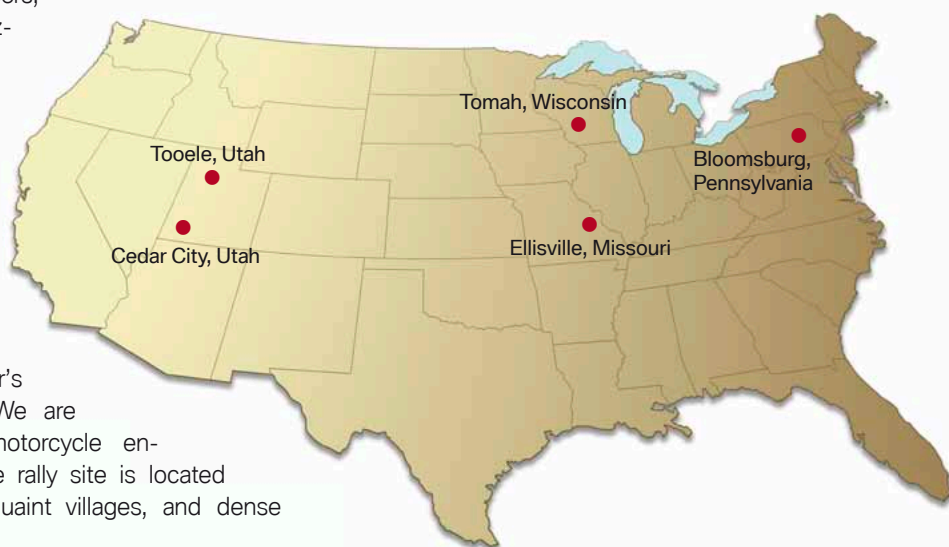 z-
Tomah, Wisconsin
Tooele, Utah
Bloomsburg,
Pennsylvania
Cedar City, Utah
Ellisville, Missouri
r's
We are
motorcycle en-
e rally site is located
uaint villages, and dense